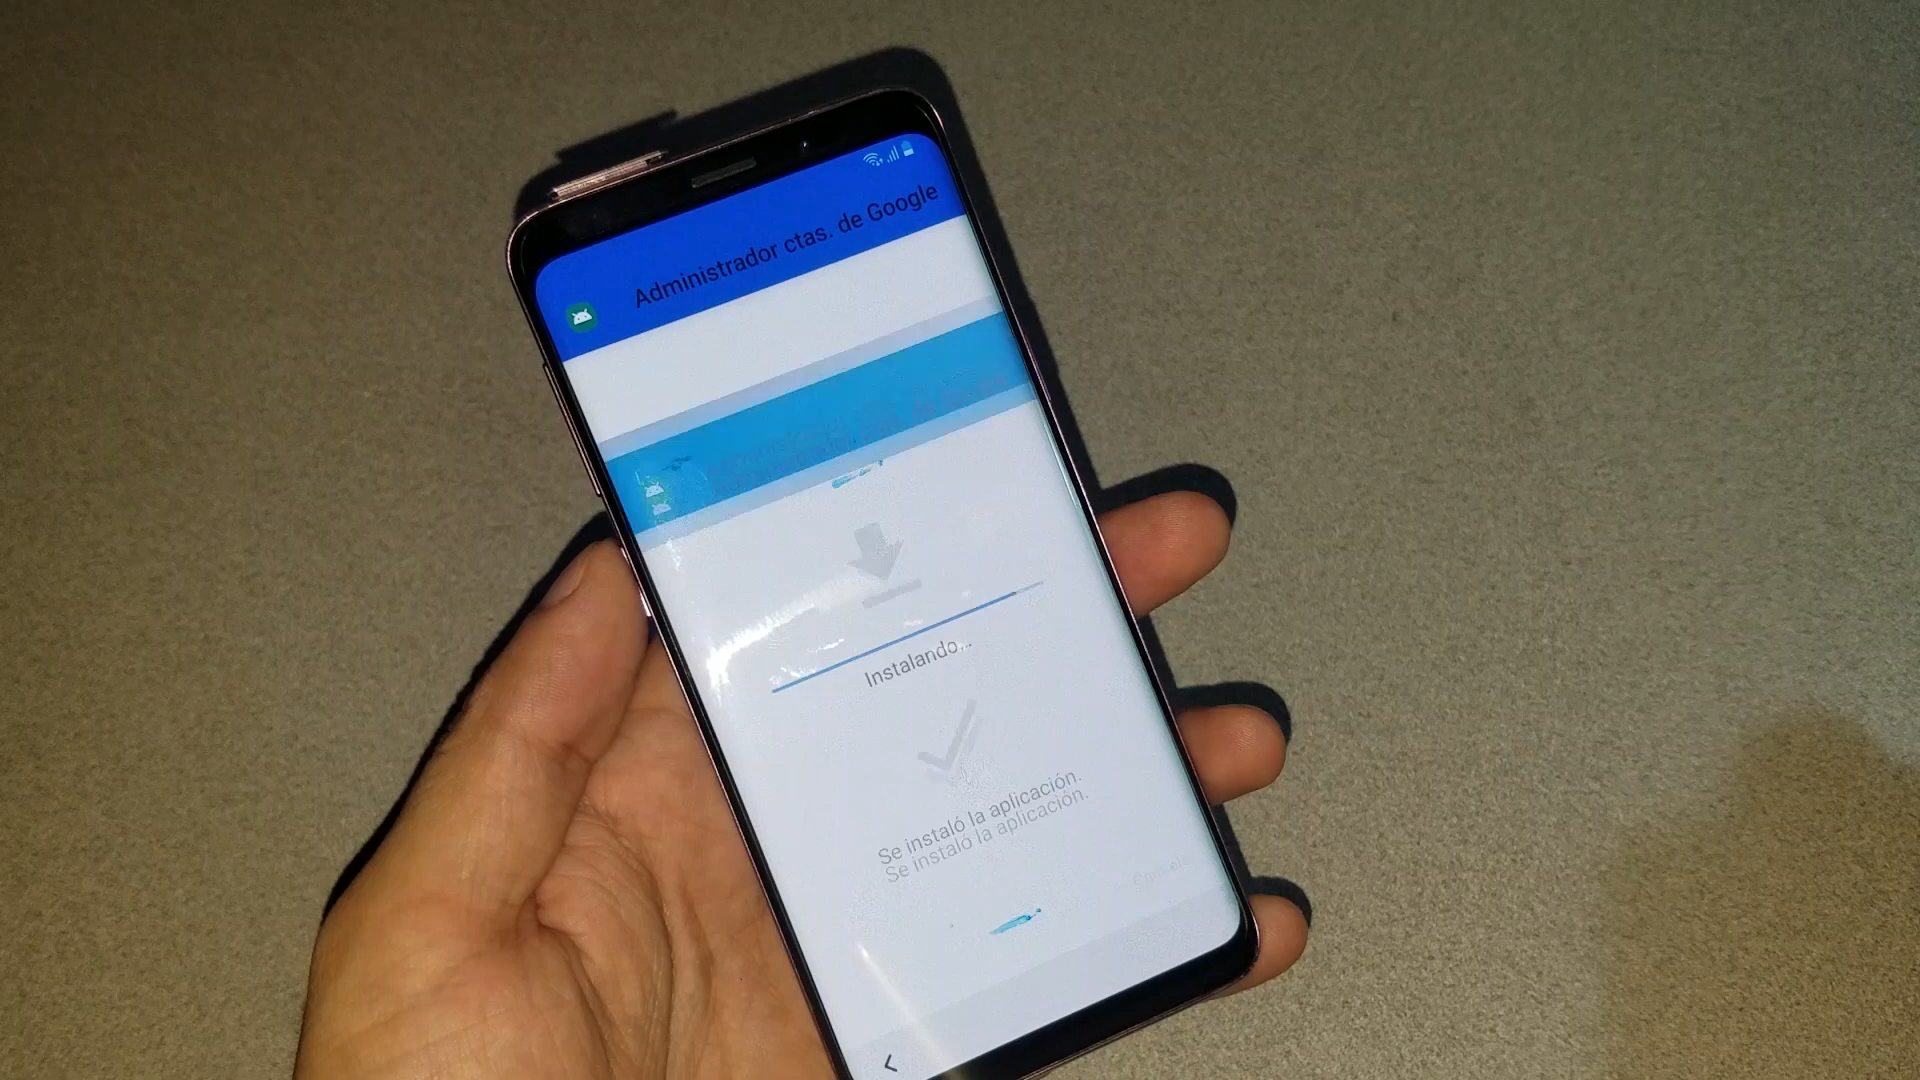 Administrador ctas. de Google
Instalando...
Se instaló la aplicación.
Se instaló la aplicación.